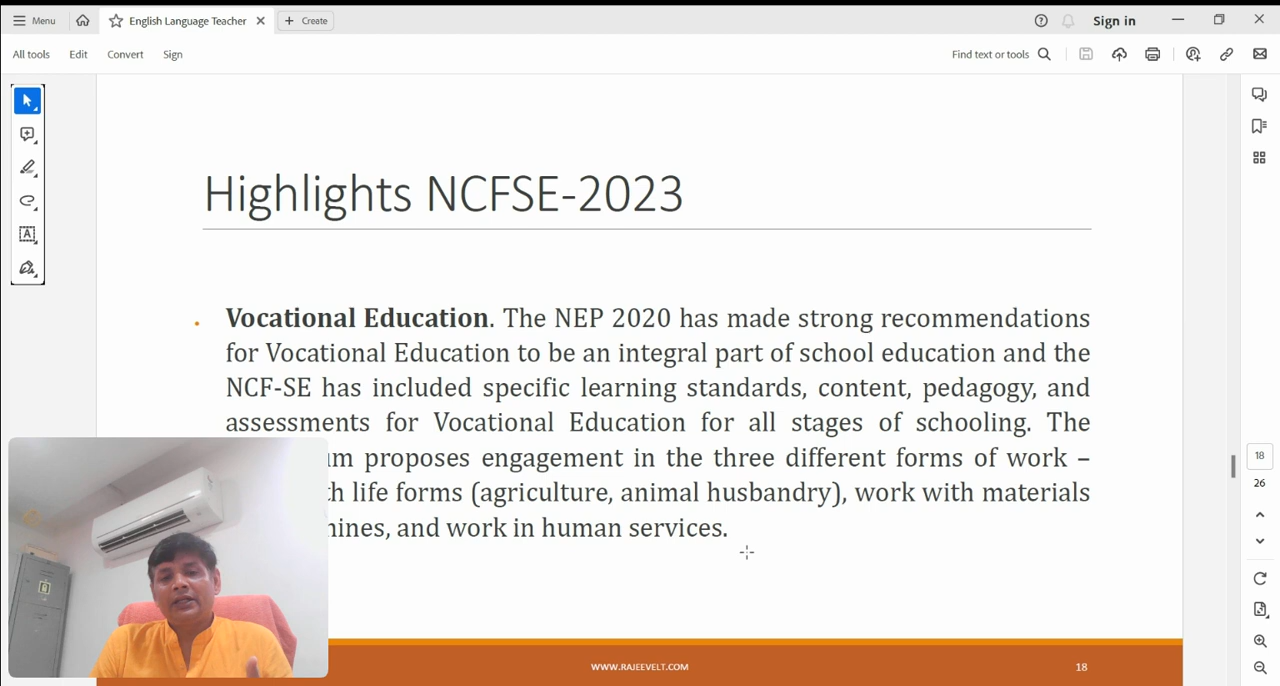 Menu
English Language Teacher
Create
Sign in
All tools
Edit
Convert
Sign
Find text or tools
Highlights NCFSE-2023
• Vocational Education. The NEP 2020 has made strong recommendations
for Vocational Education to be an integral part of school education and the
NCF-SE has included specific learning standards, content, pedagogy, and
assessments for Vocational Education for all stages of schooling. The
um proposes engagement in the three different forms of work –
th life forms (agriculture, animal husbandry), work with materials
hines, and work in human services.
18
26
WWW.RAJEEVELT.COM
18